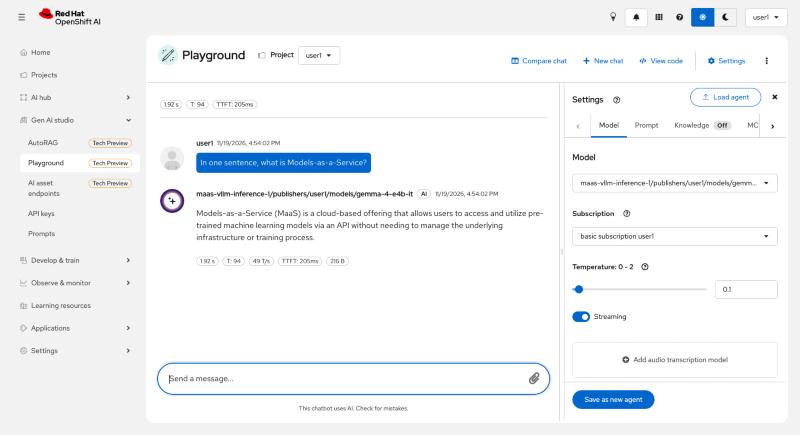 Red Hat
OpenShift AI
user1
Home
Projects
AI hub
Gen AI studio
AutoRAG
Tech Preview
Playground
Tech Preview
AI asset
endpoints
Tech Preview
API keys
Prompts
Develop & train
Observe & monitor
Learning resources
Applications
Settings
Playground
Project
user1
Compare chat
New chat
View code
Settings
1.92 s
T: 94
TTFT: 205ms
user1 11/19/2026, 4:54:02 PM
In one sentence, what is Models-as-a-Service?
maas-vllm-inference-1/publishers/user1/models/gemma-4-e4b-it AI 11/19/2026, 4:54:02 PM
Models-as-a-Service (MaaS) is a cloud-based offering that allows users to access and utilize pre-
trained machine learning models via an API without needing to manage the underlying
infrastructure or training process.
1.92 s
T: 94
49 T/s
TTFT: 205ms
216 B
Send a message...
This chatbot uses AI. Check for mistakes.
Settings
Load agent
Model
Prompt
Knowledge Off
MC
Model
maas-vllm-inference-1/publishers/user1/models/gemm...
Subscription
basic subscription user1
Temperature: 0 - 2
0.1
Streaming
Add audio transcription model
Save as new agent